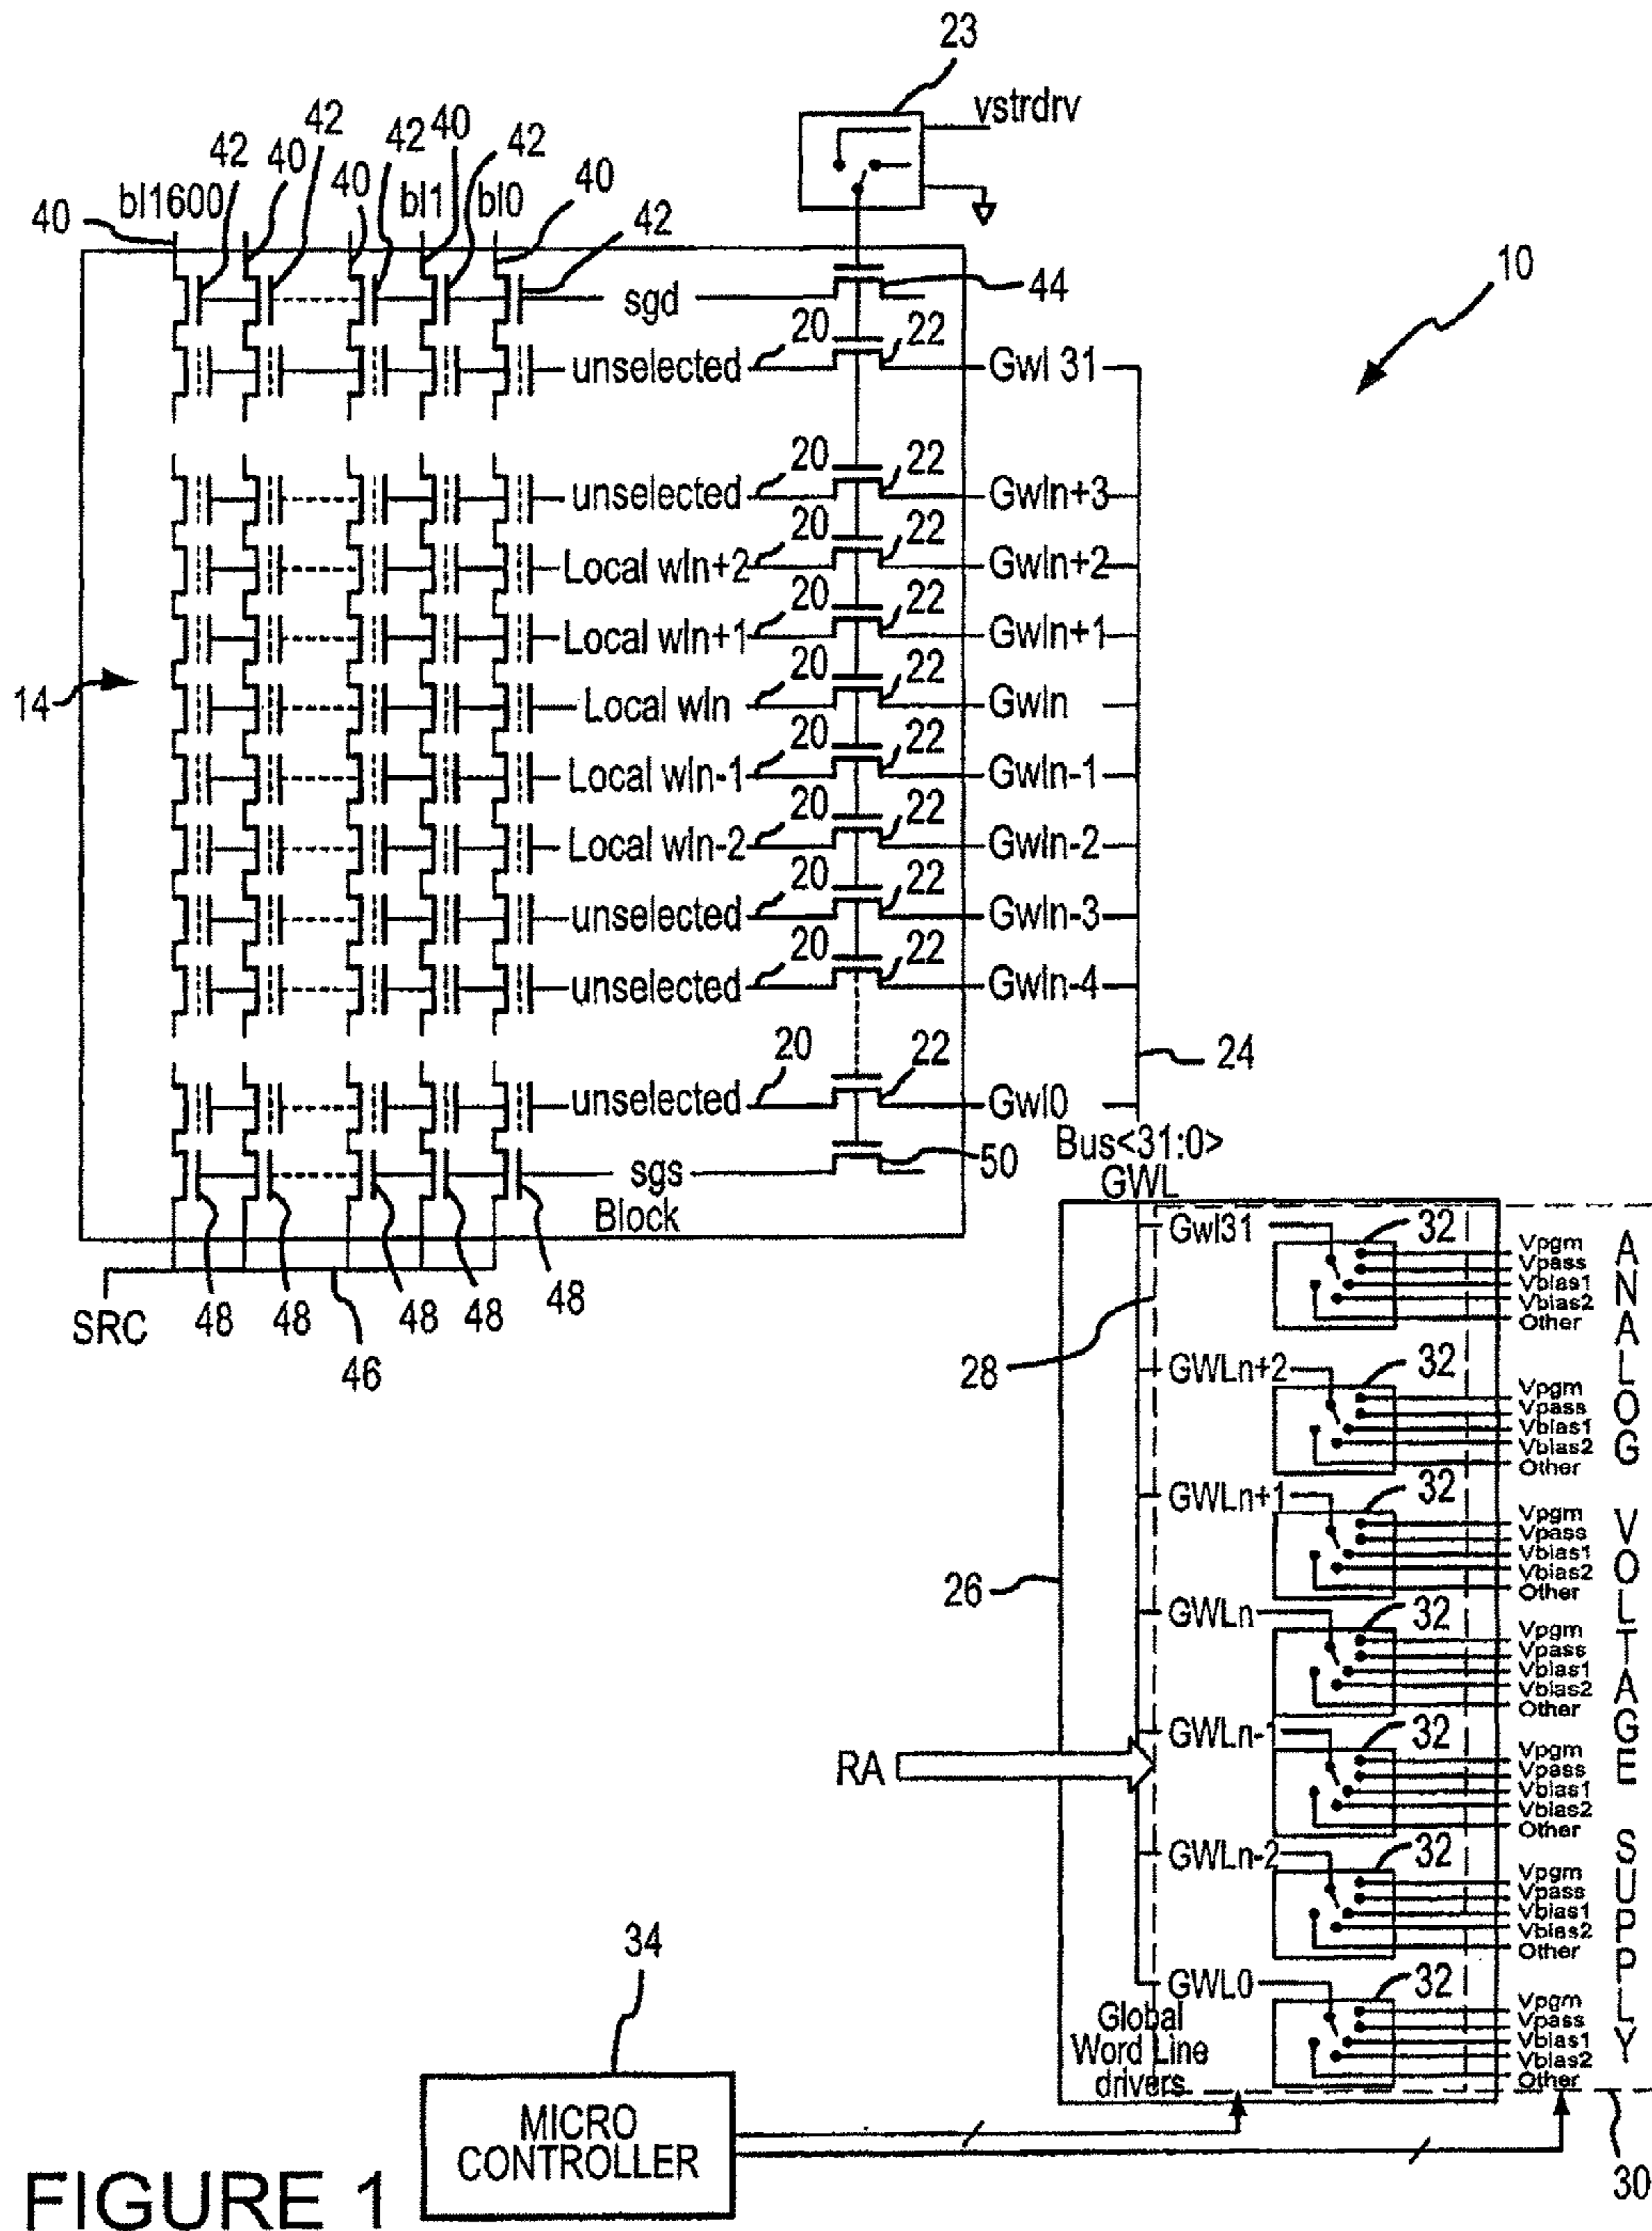 23
vstrdrv
42 42 40 42 40 42 40
40 bl1600 40 bl1 bl0 42
sgd 44
10
unselected 20 22 Gwl 31
unselected 20 22 Gwln+3
Local wln+2 20 22 Gwln+2
Local wln+1 20 22 Gwln+1
14 Local wln 20 22 Gwln
Local wln-1 20 22 Gwln-1
Local wln-2 20 22 Gwln-2
unselected 20 22 Gwln-3
unselected 20 22 Gwln-4
24
unselected 20 22 Gwl0
Bus<31:0>
GWL
sgs 50
Block
SRC 48 48 48 48 48
46
28
26
Gwl31 32
Vpgm
Vpass
Vbias1
Vbias2
Other
GWLn+2 32
Vpgm
Vpass
Vbias1
Vbias2
Other
GWLn+1 32
Vpgm
Vpass
Vbias1
Vbias2
Other
GWLn 32
Vpgm
Vpass
Vbias1
Vbias2
Other
RA
GWLn-1 32
Vpgm
Vpass
Vbias1
Vbias2
Other
GWLn-2 32
Vpgm
Vpass
Vbias1
Vbias2
Other
GWL0 32
Vpgm
Vpass
Vbias1
Vbias2
Other
Global
Word Line
drivers
ANALOG VOLTAGE SUPPLY
30
34
MICRO
CONTROLLER
FIGURE 1